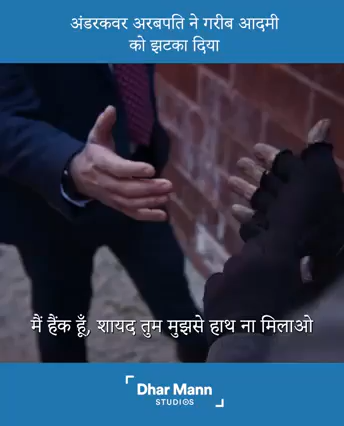 अंडरकवर अरबपति ने गरीब आदमी
को झटका दिया
मैं हैंक हूँ, शायद तुम मुझसे हाथ ना मिलाओ
Dhar Mann
STUDIOS